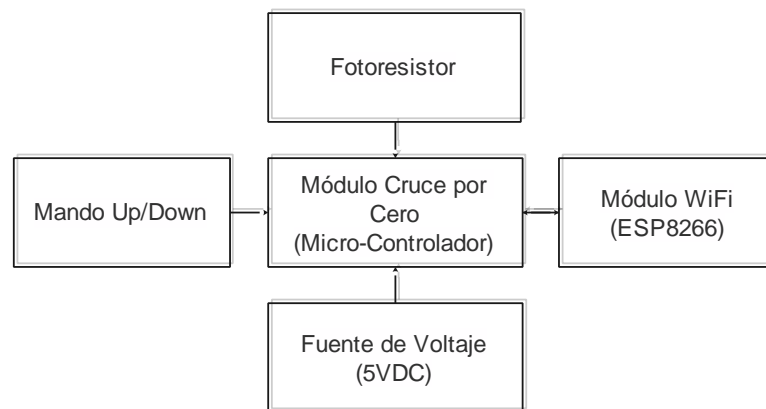 Fotoresistor
Mando Up/Down
Módulo Cruce por
Cero
(Micro-Controlador)
Módulo WiFi
(ESP8266)
Fuente de Voltaje
(5VDC)